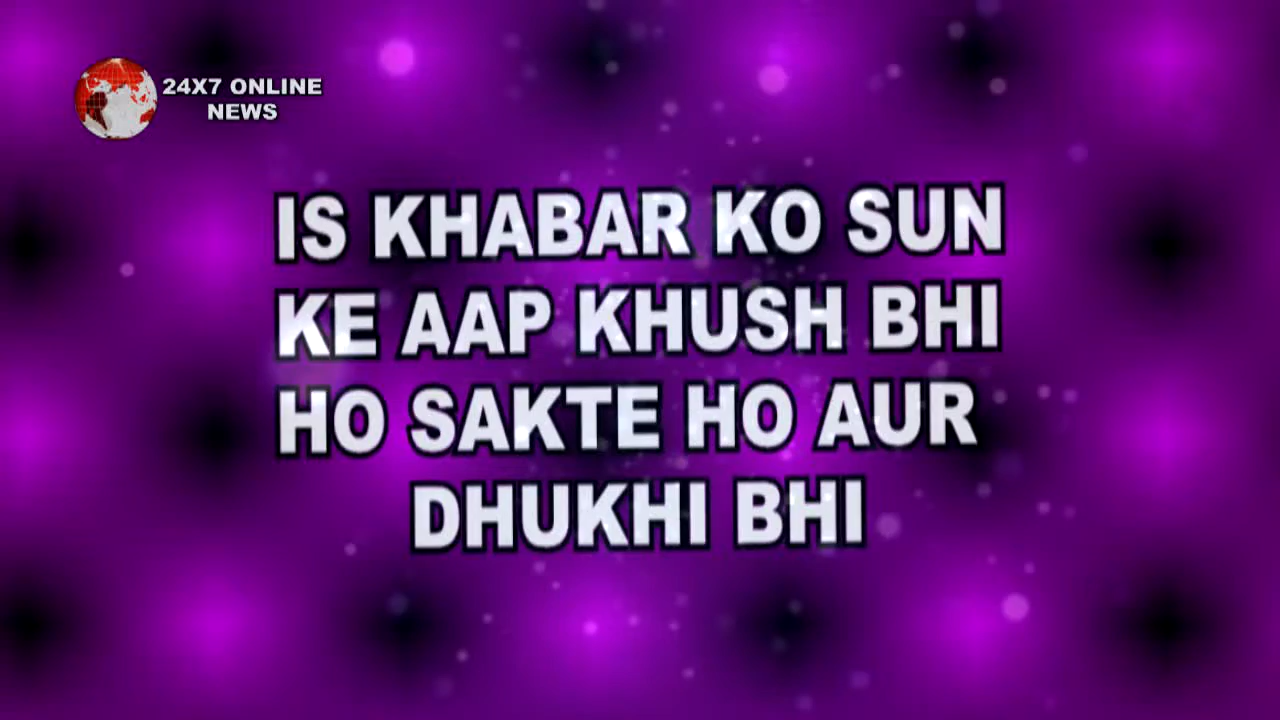 24X7 ONLINE
NEWS
IS KHABAR KO SUN
KE AAP KHUSH BHI
HO SAKTE HO AUR
DHUKHI BHI